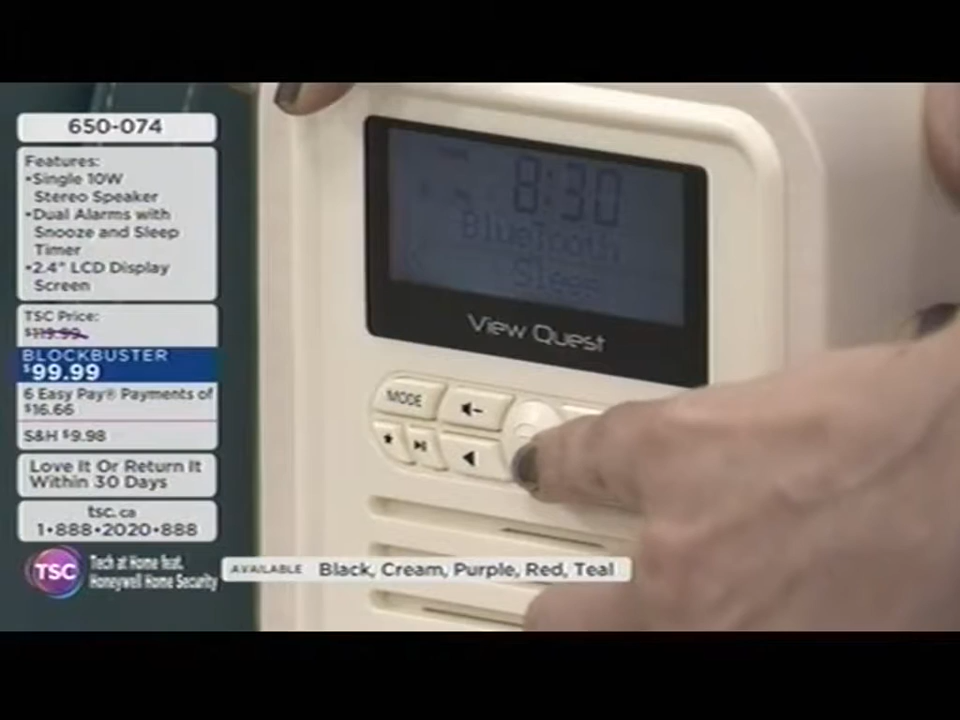 650-074
Features:
•Single 10W
Stereo Speaker
•Dual Alarms with
Snooze and Sleep
Timer
•2.4" LCD Display
Screen
TSC Price:
$119.99
BLOCKBUSTER
$99.99
6 Easy Pay® Payments of
$16.66
S&H $9.98
Love It Or Return It
Within 30 Days
tsc.ca
1•888•2020•888
TSC
Tech at Home feat.
Honeywell Home Security
AVAILABLE Black, Cream, Purple, Red, Teal
8:30
BlueTooth
Sleep
View Quest
MODE